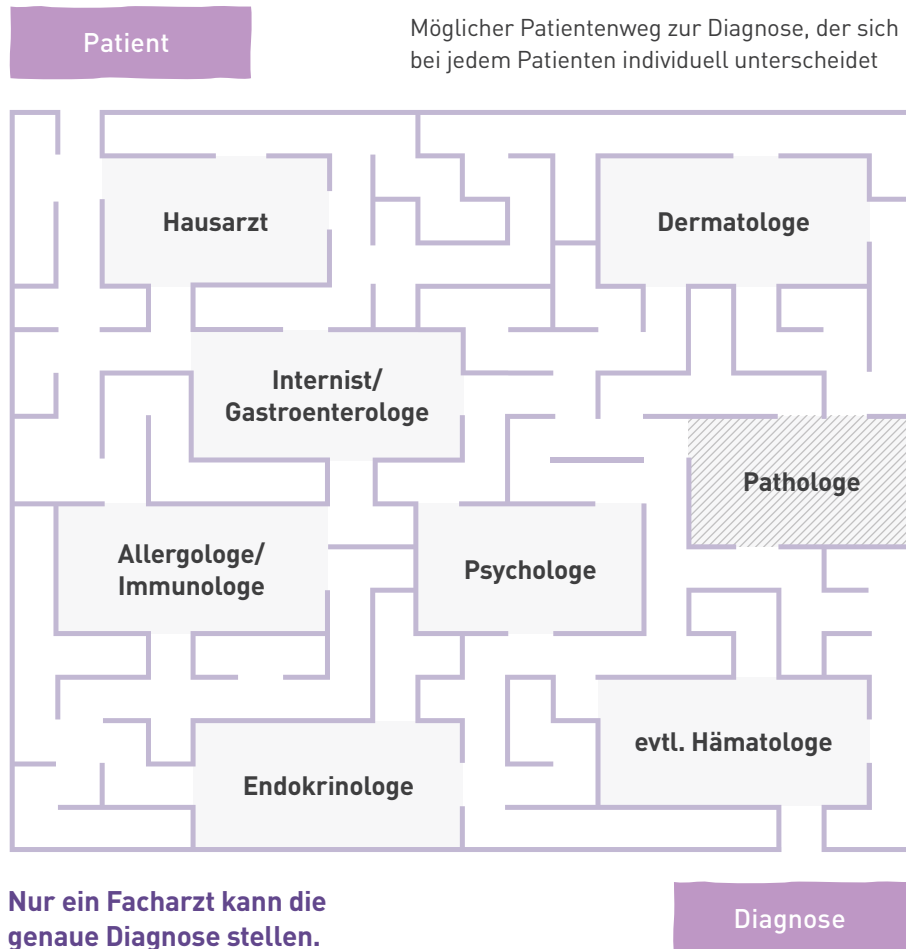 Patient
Möglicher Patientenweg zur Diagnose, der sich
bei jedem Patienten individuell unterscheidet
Hausarzt
Dermatologe
Internist/
Gastroenterologe
Pathologe
Allergologe/
Immunologe
Psychologe
evtl. Hämatologe
Endokrinologe
Nur ein Facharzt kann die
genaue Diagnose stellen.
Diagnose